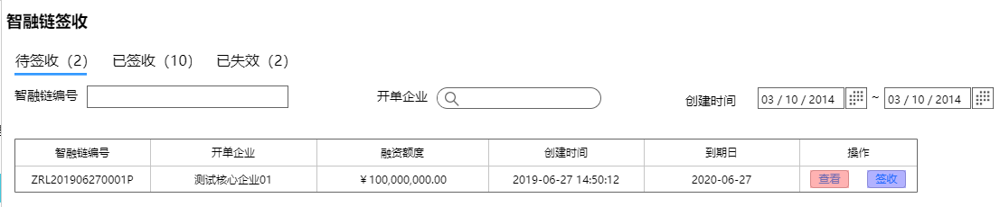 智融链签收
待签收（2） 已签收（10） 已失效（2）
智融链编号 开单企业 创建时间 03 / 10 / 2014 ~ 03 / 10 / 2014
智融链编号 开单企业 融资额度 创建时间 到期日 操作
ZRL201906270001P 测试核心企业01 ￥100,000,000.00 2019-06-27 14:50:12 2020-06-27 查看 签收